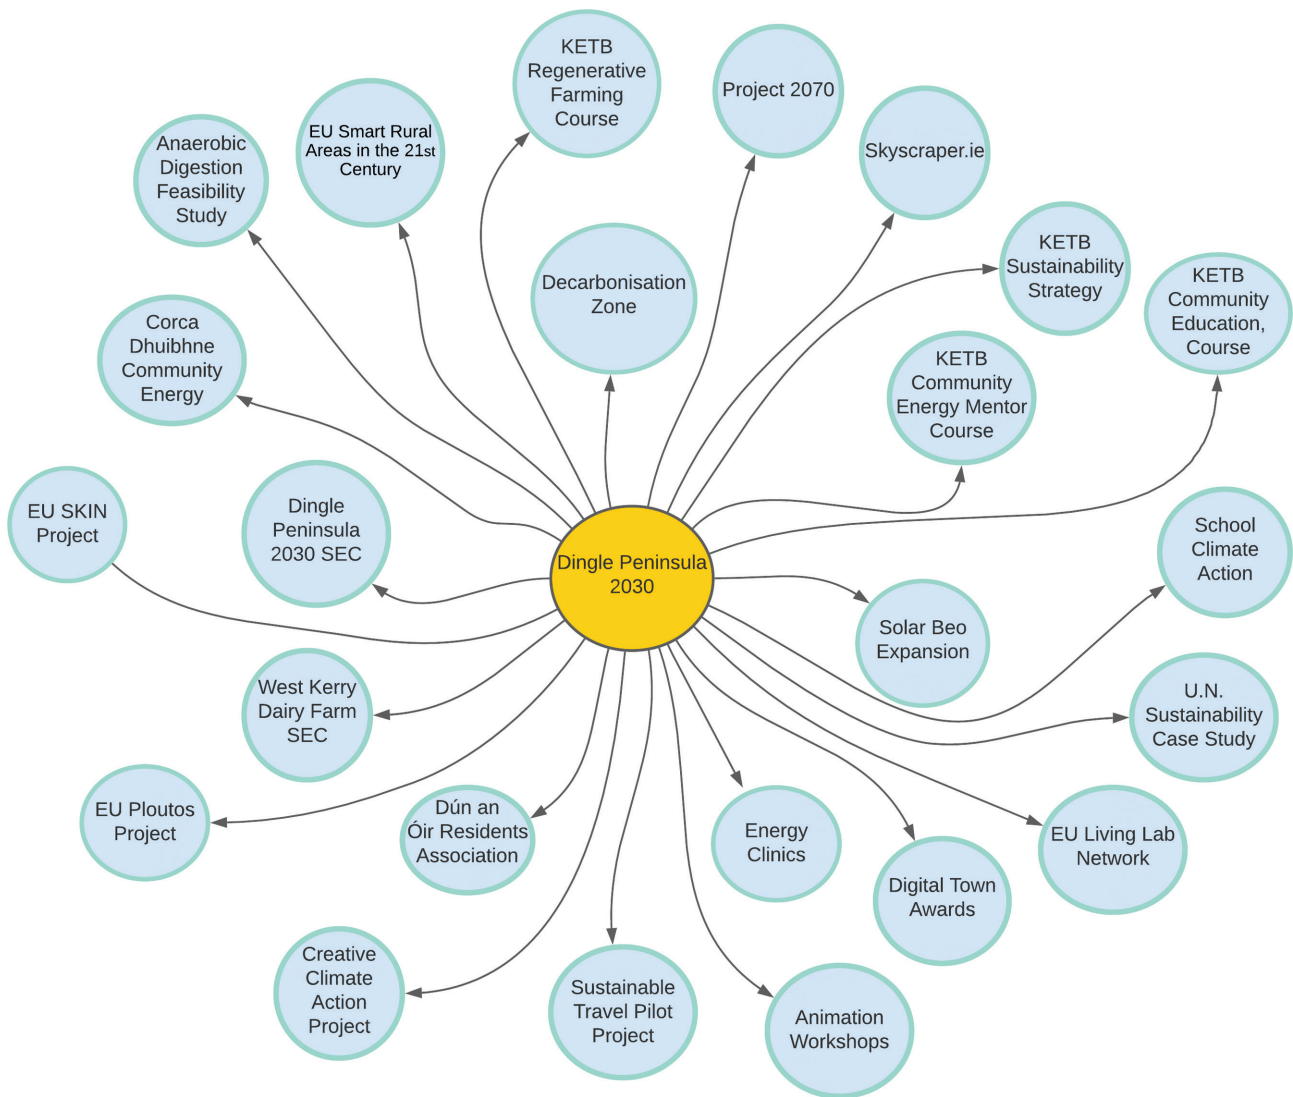 KETB
Regenerative
Farming
Course
Project 2070
Skyscraper.ie
EU Smart Rural
Areas in the 21st
Century
Anaerobic
Digestion
Feasibility
Study
KETB
Sustainability
Strategy
KETB
Community
Education,
Course
Decarbonisation
Zone
Corca
Dhuibhne
Community
Energy
KETB
Community
Energy Mentor
Course
EU SKIN
Project
Dingle
Peninsula
2030 SEC
School
Climate
Action
Dingle Peninsula
2030
Solar Beo
Expansion
West Kerry
Dairy Farm
SEC
U.N.
Sustainability
Case Study
EU Ploutos
Project
Dún an
Óir Residents
Association
Energy
Clinics
EU Living Lab
Network
Digital Town
Awards
Creative
Climate
Action
Project
Sustainable
Travel Pilot
Project
Animation
Workshops